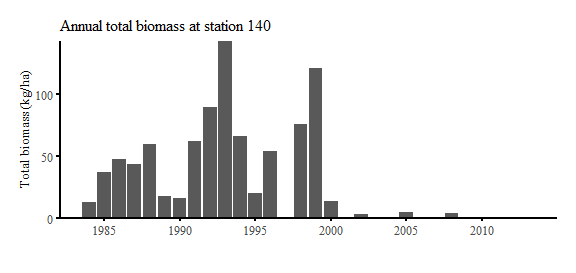 Annual total biomass at station 140
Total biomass (kg/ha)
100
50
0
1985 1990 1995 2000 2005 2010